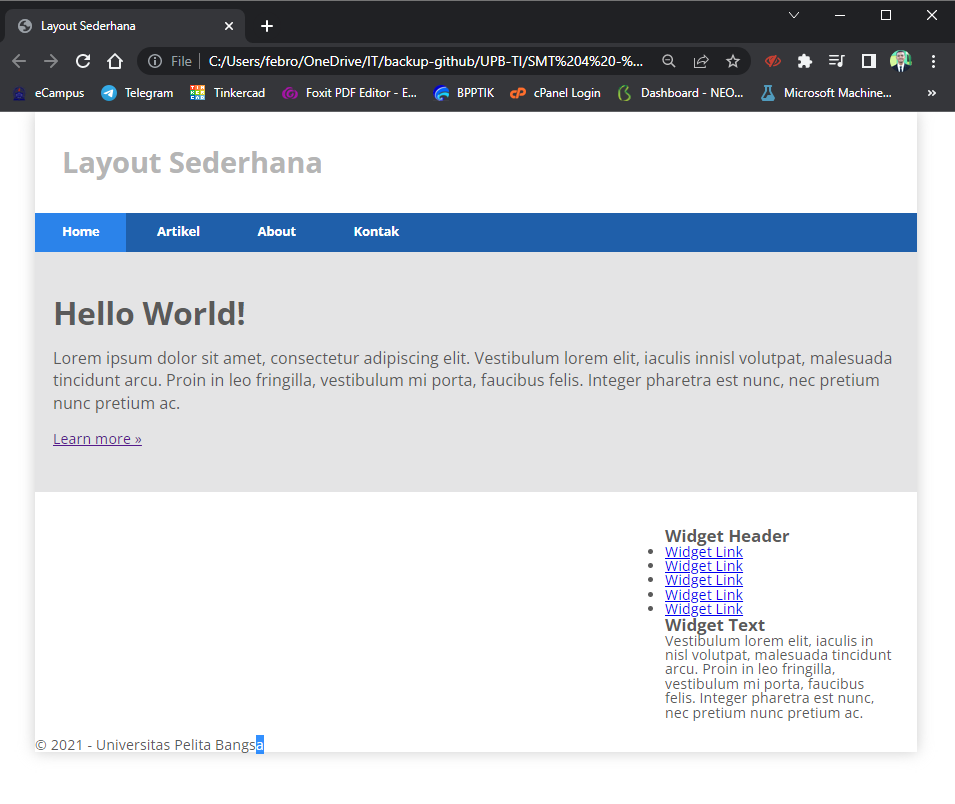 Layout Sederhana
File | C:/Users/febro/OneDrive/IT/backup-github/UPB-TI/SMT%204%20-%...
eCampus Telegram Tinkercad Foxit PDF Editor - E... BPPTIK cPanel Login Dashboard - NEO... Microsoft Machine... »
Layout Sederhana
Home Artikel About Kontak
Hello World!
Lorem ipsum dolor sit amet, consectetur adipiscing elit. Vestibulum lorem elit, iaculis innisl volutpat, malesuada
tincidunt arcu. Proin in leo fringilla, vestibulum mi porta, faucibus felis. Integer pharetra est nunc, nec pretium
nunc pretium ac.
Learn more »
Widget Header
Widget Link
Widget Link
Widget Link
Widget Link
Widget Link
Widget Text
Vestibulum lorem elit, iaculis in
nisl volutpat, malesuada tincidunt
arcu. Proin in leo fringilla,
vestibulum mi porta, faucibus
felis. Integer pharetra est nunc,
nec pretium nunc pretium ac.
© 2021 - Universitas Pelita Bangsa